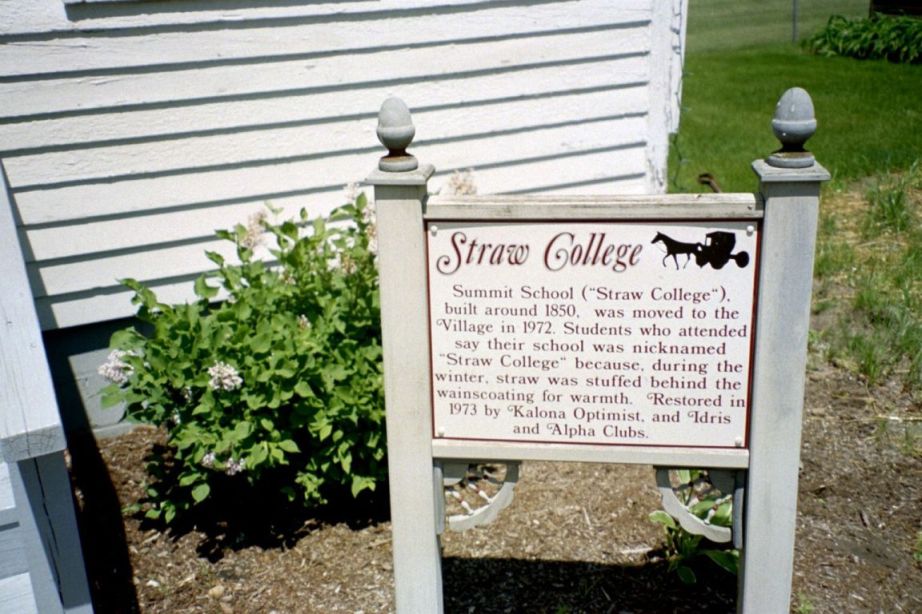 Straw College
Summit School ("Straw College"),
built around 1850, was moved to the
Village in 1972. Students who attended
say their school was nicknamed
"Straw College" because, during the
winter, straw was stuffed behind the
wainscoating for warmth. Restored in
1973 by Kalona Optimist, and Idris
and Alpha Clubs.